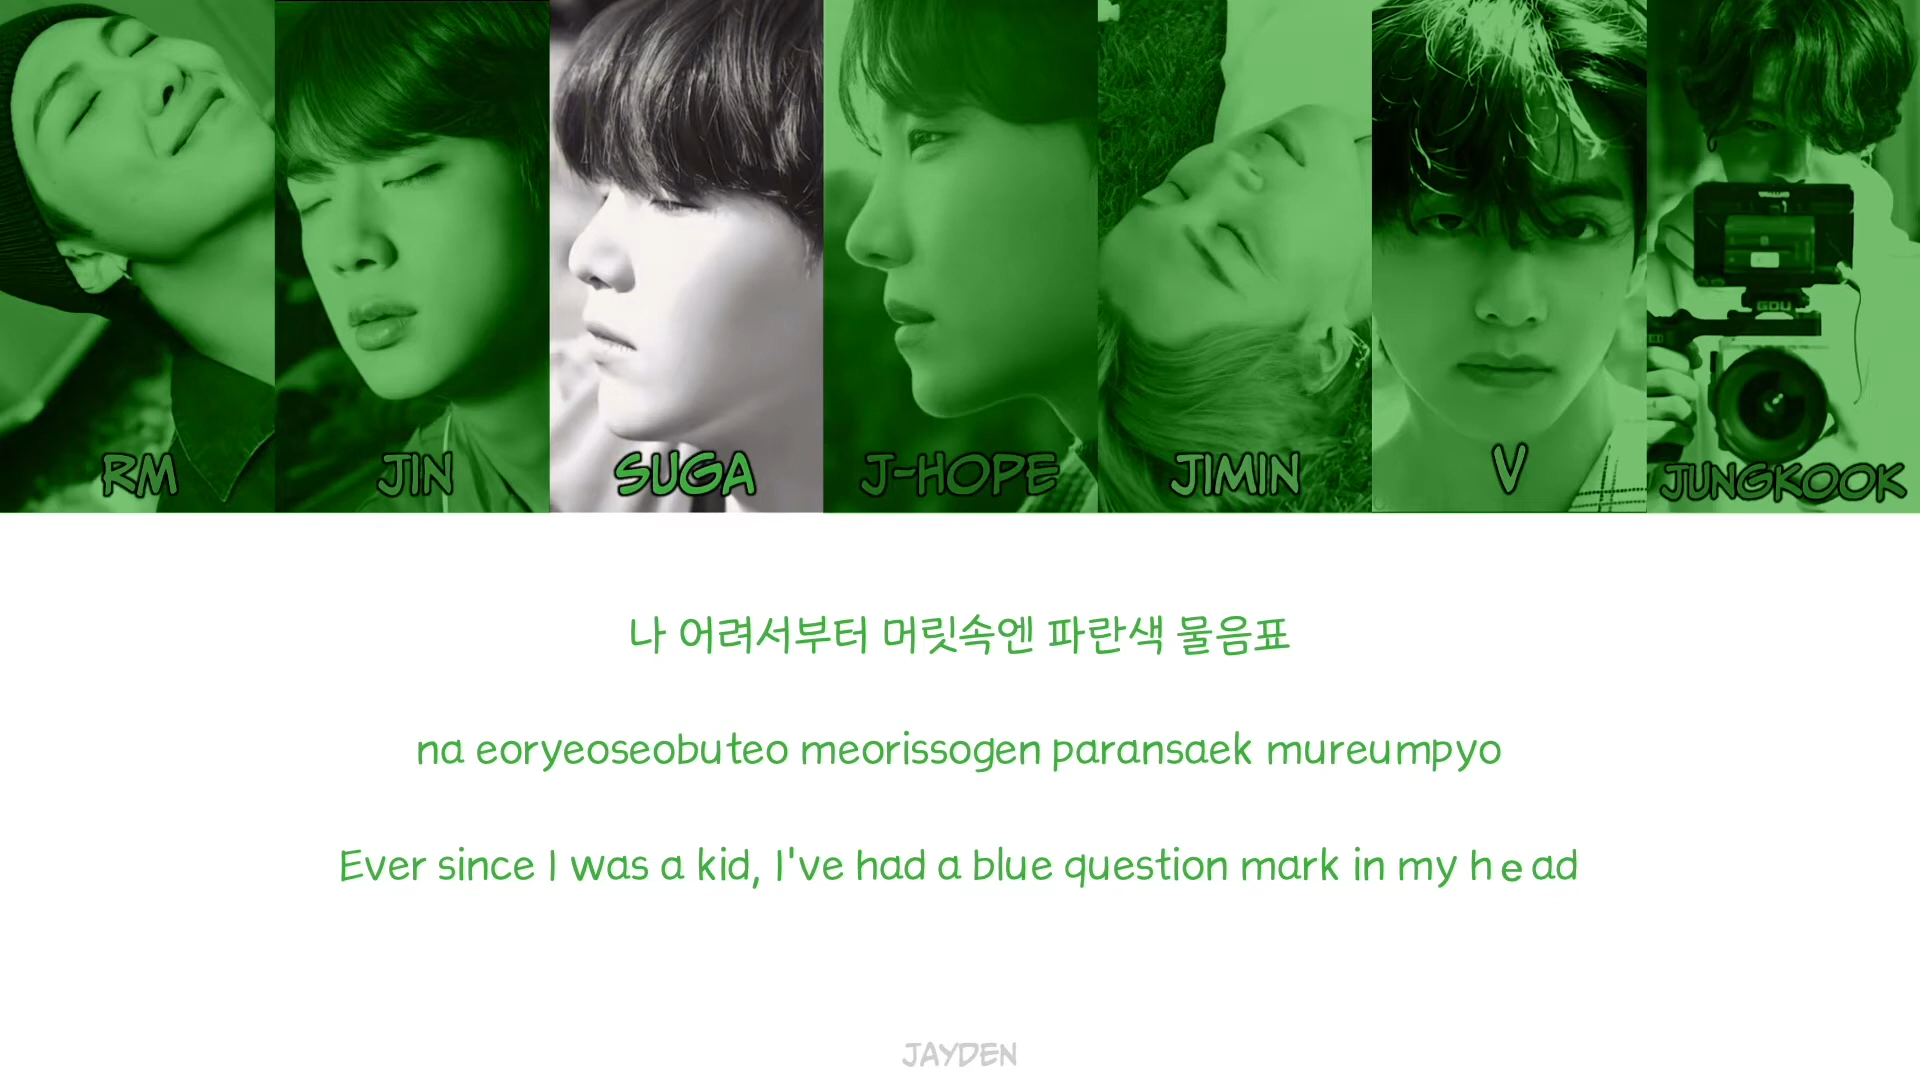 RM JIN SUGA J-HOPE JIMIN V JUNGKOOK
GDU
나 어려서부터 머릿속엔 파란색 물음표
na eoryeoseobuteo meorissogen paransaek mureumpyo
Ever since I was a kid, I've had a blue question mark in my head
JAYDEN